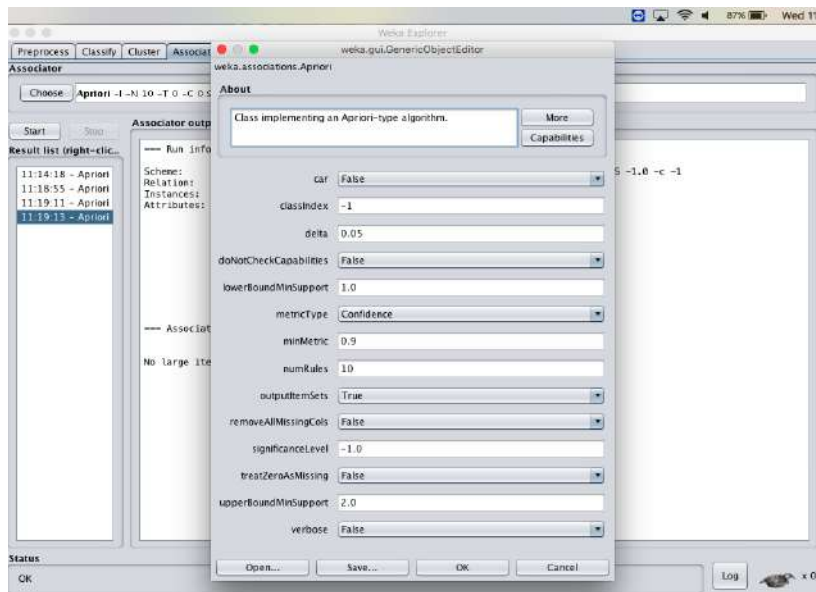 87% Wed 11
Weka Explorer
Preprocess Classify Cluster Associat
weka.gui.GenericObjectEditor
weka.associations.Apriori
Associator
Choose Apriori -I -N 10 -T 0 -C 0.9
About
Class implementing an Apriori-type algorithm.
More
Capabilities
Start Stop
Associator outp
Result list (right-clic...
=== Run info
Scheme: S -1.0 -c -1
Relation:
Instances:
Attributes:
11:14:18 - Apriori
11:18:55 - Apriori
11:19:11 - Apriori
11:19:13 - Apriori
=== Associat
No large ite
car False
classIndex -1
delta 0.05
doNotCheckCapabilities False
lowerBoundMinSupport 1.0
metricType Confidence
minMetric 0.9
numRules 10
outputItemSets True
removeAllMissingCols False
significanceLevel -1.0
treatZeroAsMissing False
upperBoundMinSupport 2.0
verbose False
Open... Save... OK Cancel
Status
OK
Log x 0